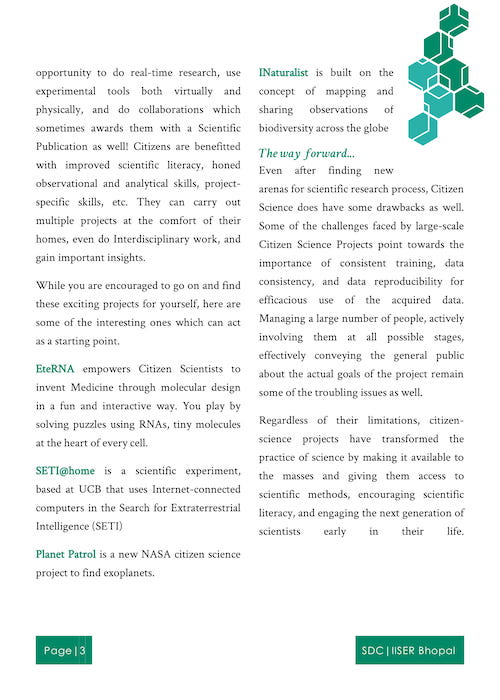 opportunity to do real-time research, use
experimental tools both virtually and
physically, and do collaborations which
sometimes awards them with a Scientific
Publication as well! Citizens are benefitted
with improved scientific literacy, honed
observational and analytical skills, project-
specific skills, etc. They can carry out
multiple projects at the comfort of their
homes, even do Interdisciplinary work, and
gain important insights.
While you are encouraged to go on and find
these exciting projects for yourself, here are
some of the interesting ones which can act
as a starting point.
EteRNA empowers Citizen Scientists to
invent Medicine through molecular design
in a fun and interactive way. You play by
solving puzzles using RNAs, tiny molecules
at the heart of every cell.
SETI@home is a scientific experiment,
based at UCB that uses Internet-connected
computers in the Search for Extraterrestrial
Intelligence (SETI)
Planet Patrol is a new NASA citizen science
project to find exoplanets.
INaturalist is built on the
concept of mapping and
sharing observations of
biodiversity across the globe
The way forward...
Even after finding new
arenas for scientific research process, Citizen
Science does have some drawbacks as well.
Some of the challenges faced by large-scale
Citizen Science Projects point towards the
importance of consistent training, data
consistency, and data reproducibility for
efficacious use of the acquired data.
Managing a large number of people, actively
involving them at all possible stages,
effectively conveying the general public
about the actual goals of the project remain
some of the troubling issues as well.
Regardless of their limitations, citizen-
science projects have transformed the
practice of science by making it available to
the masses and giving them access to
scientific methods, encouraging scientific
literacy, and engaging the next generation of
scientists early in their life.
Page|3
SDC|IISER Bhopal